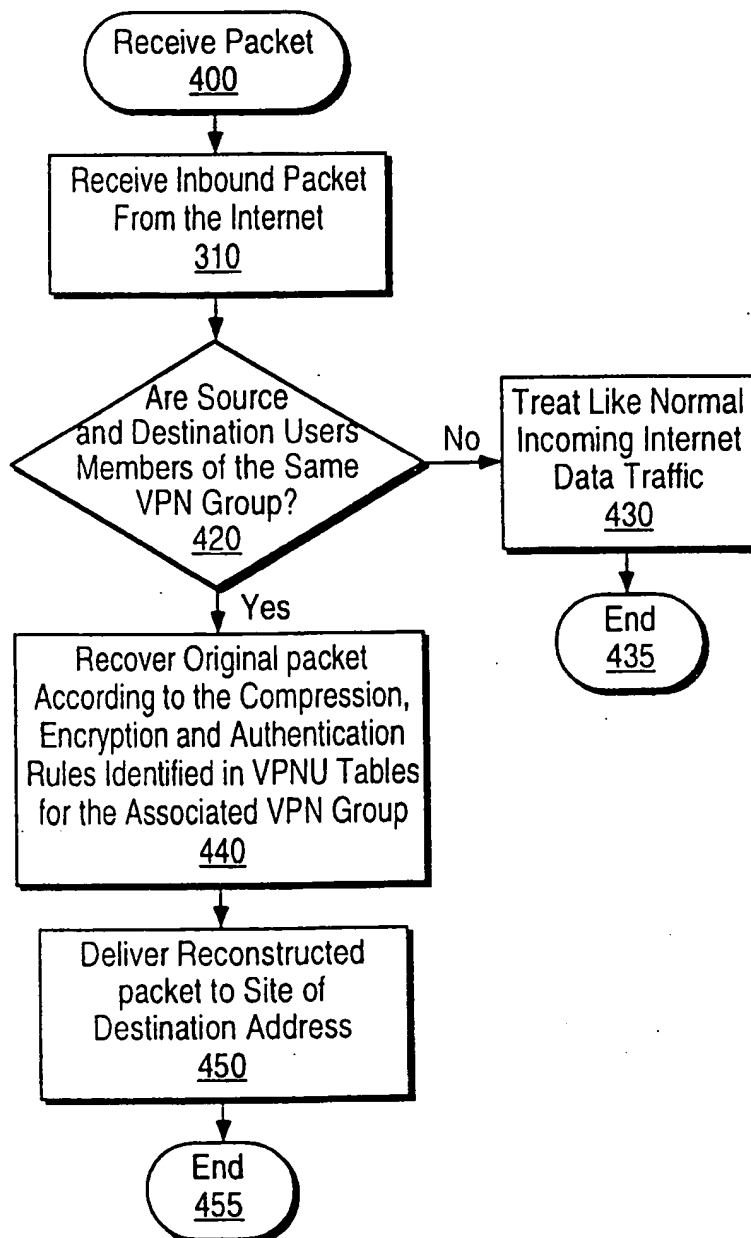 Receive Packet
400
Receive Inbound Packet
From the Internet
310
Are Source
and Destination Users
Members of the Same
VPN Group?
420
No
Treat Like Normal
Incoming Internet
Data Traffic
430
End
435
Yes
Recover Original packet
According to the Compression,
Encryption and Authentication
Rules Identified in VPNU Tables
for the Associated VPN Group
440
Deliver Reconstructed
packet to Site of
Destination Address
450
End
455